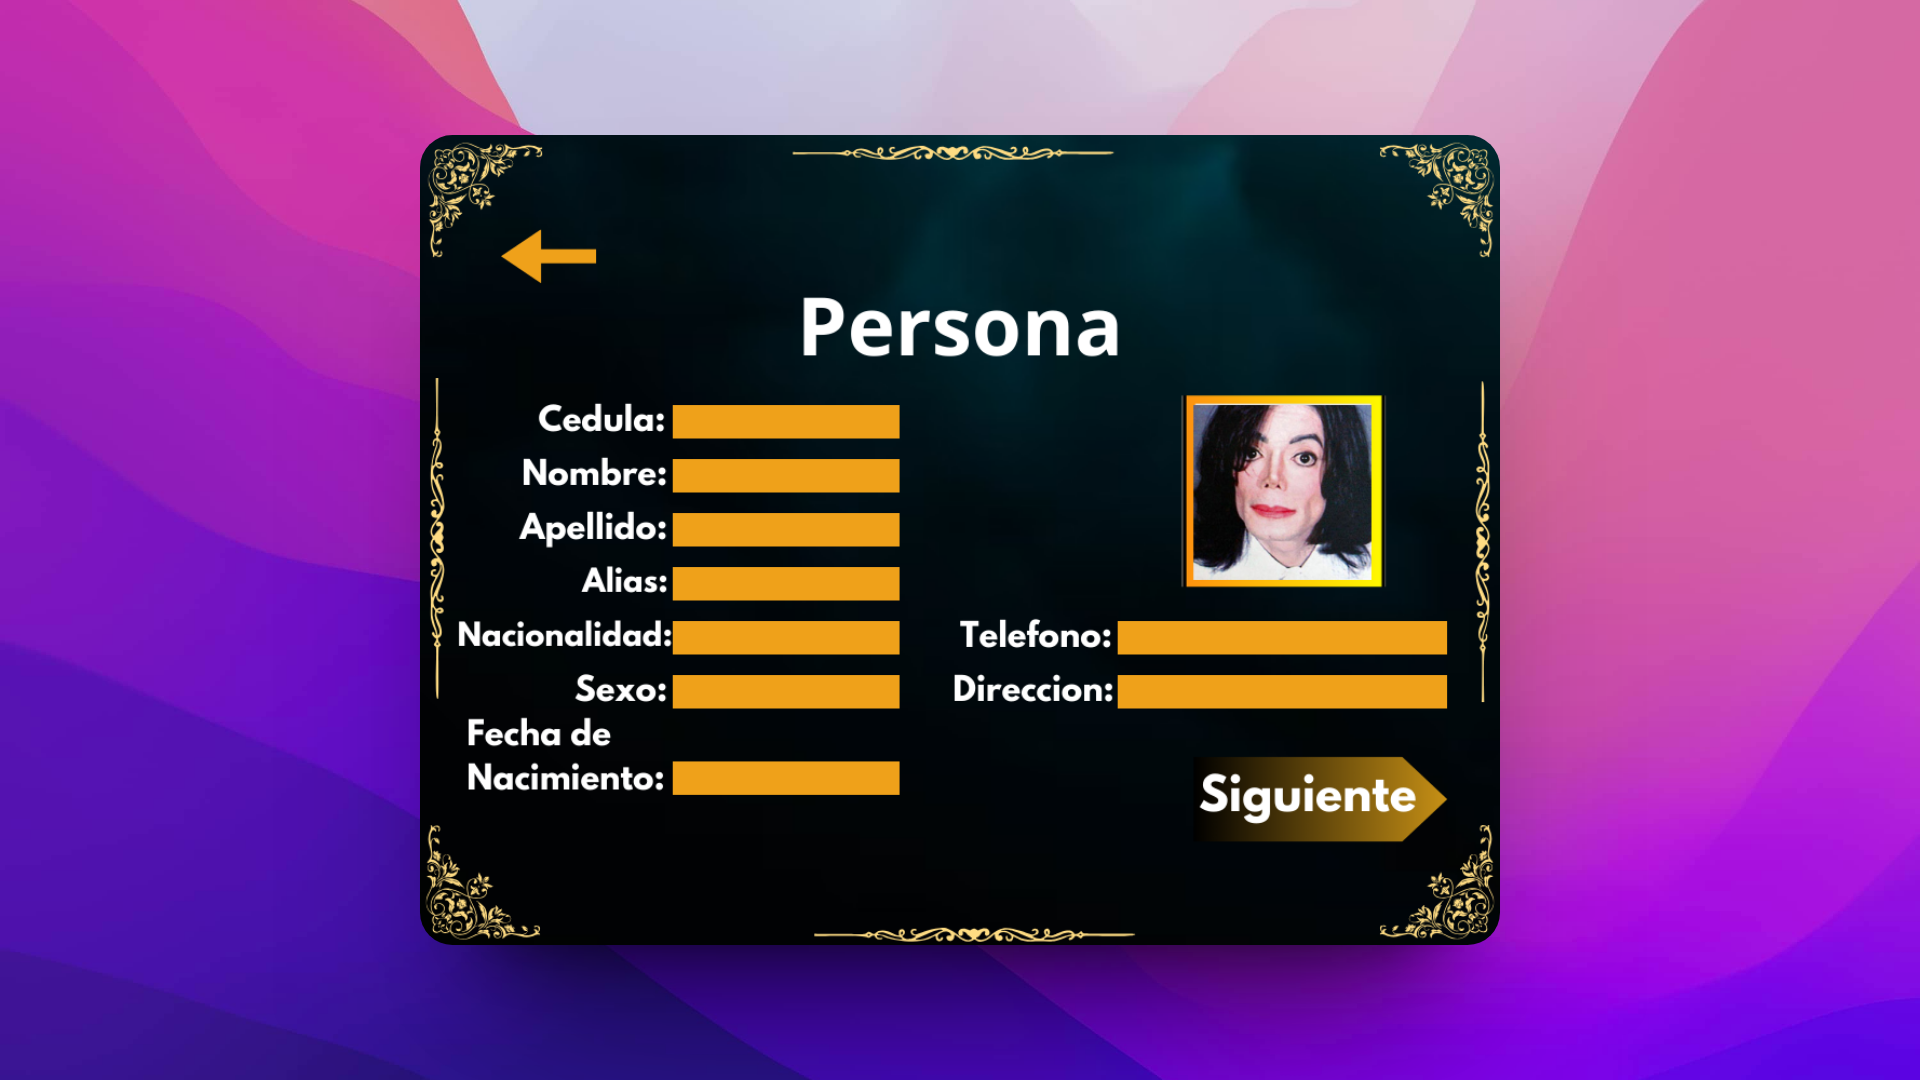 Persona
Cedula:
Nombre:
Apellido:
Alias:
Nacionalidad:
Sexo:
Fecha de
Nacimiento:
Telefono:
Direccion:
Siguiente